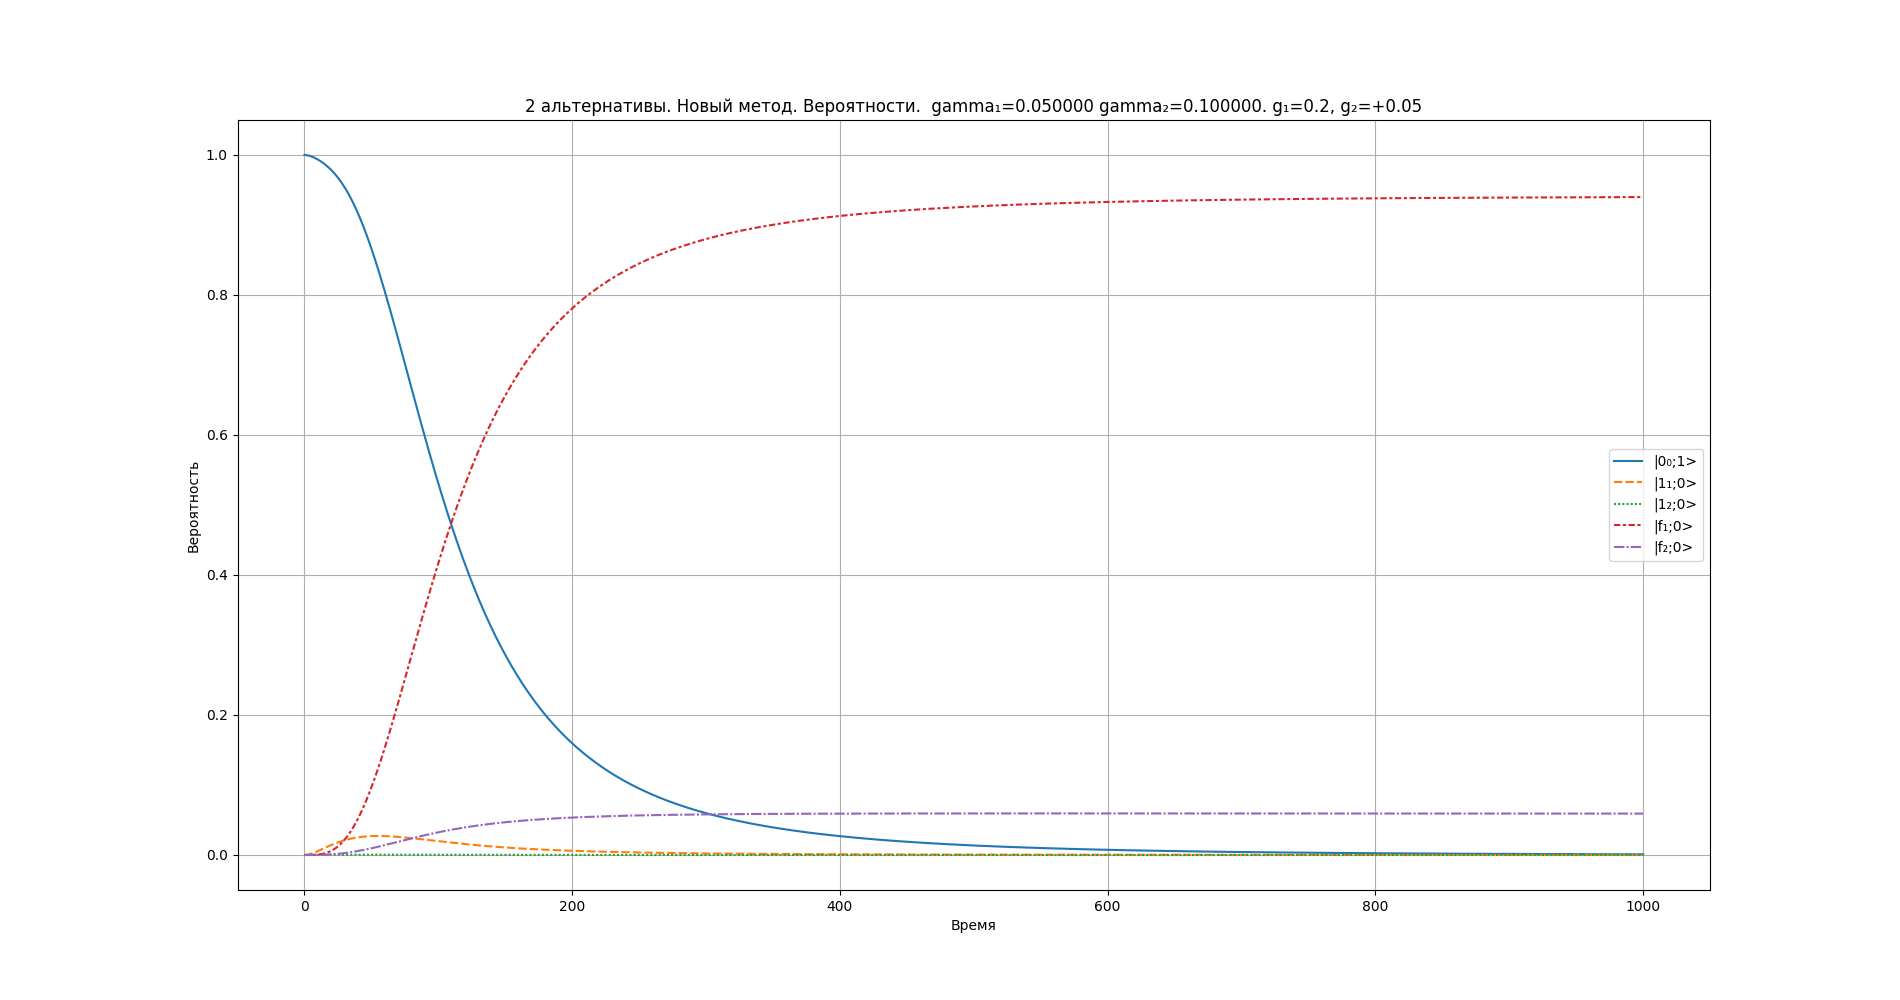 2 альтернативы. Новый метод. Вероятности.  gamma₁=0.050000 gamma₂=0.100000. g₁=0.2, g₂=+0.05
Вероятность
1.0
0.8
0.6
0.4
0.2
0.0
|0₀;1>
|1₁;0>
|1₂;0>
|f₁;0>
|f₂;0>
0 200 400 600 800 1000
Время